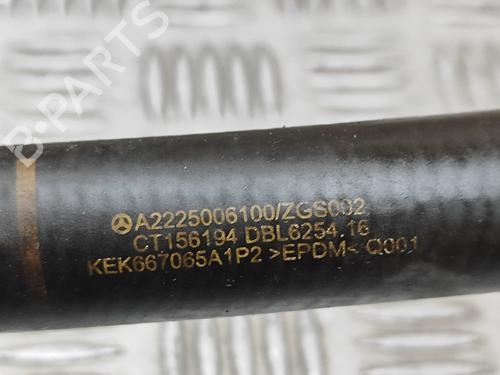 B-PARTS
A2225006100/ZGS002
CT156194 DBL6254.16
KEK667065A1P2 >EPDM< Q001